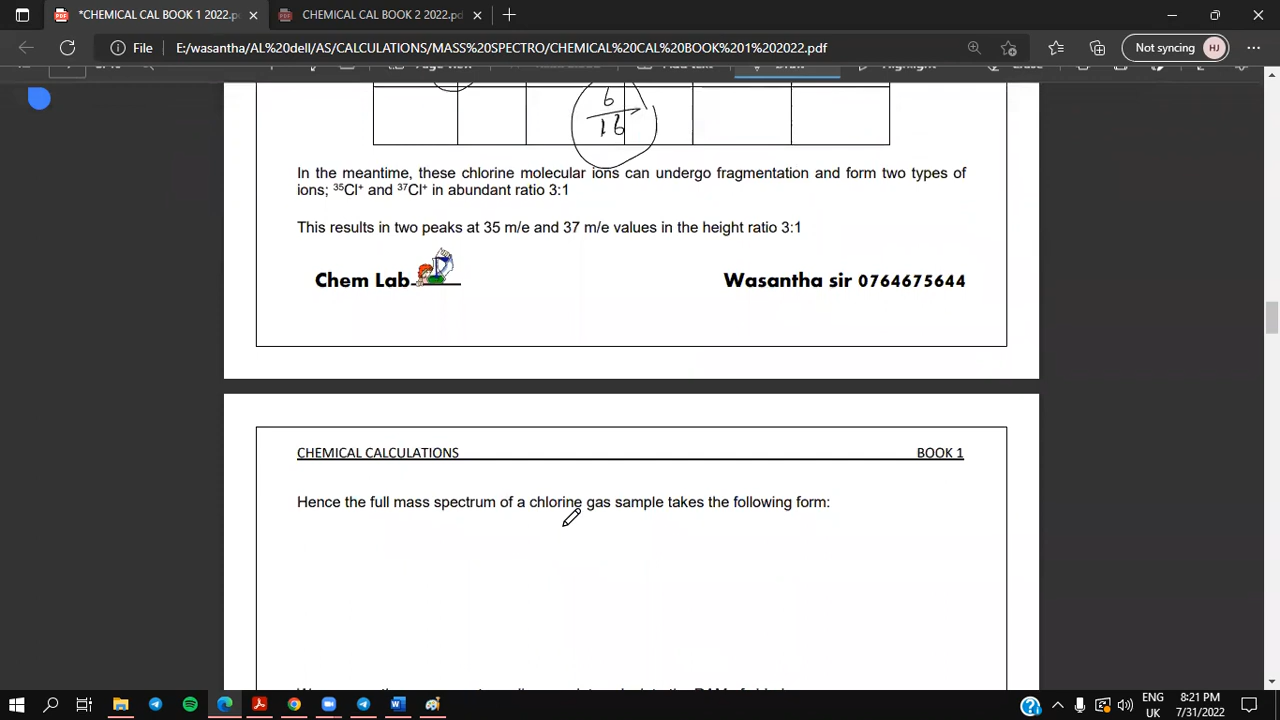 *CHEMICAL CAL BOOK 1 2022.p
CHEMICAL CAL BOOK 2 2022.pd
File
E:/wasantha/AL%20dell/AS/CALCULATIONS/MASS%20SPECTRO/CHEMICAL%20CAL%20BOOK%201%202022.pdf
Not syncing
HJ
6
16
In the meantime, these chlorine molecular ions can undergo fragmentation and form two types of
ions; ³⁵Cl⁺ and ³⁷Cl⁺ in abundant ratio 3:1
This results in two peaks at 35 m/e and 37 m/e values in the height ratio 3:1
Chem Lab
Wasantha sir 0764675644
CHEMICAL CALCULATIONS
BOOK 1
Hence the full mass spectrum of a chlorine gas sample takes the following form:
ENG
UK
8:21 PM
7/31/2022